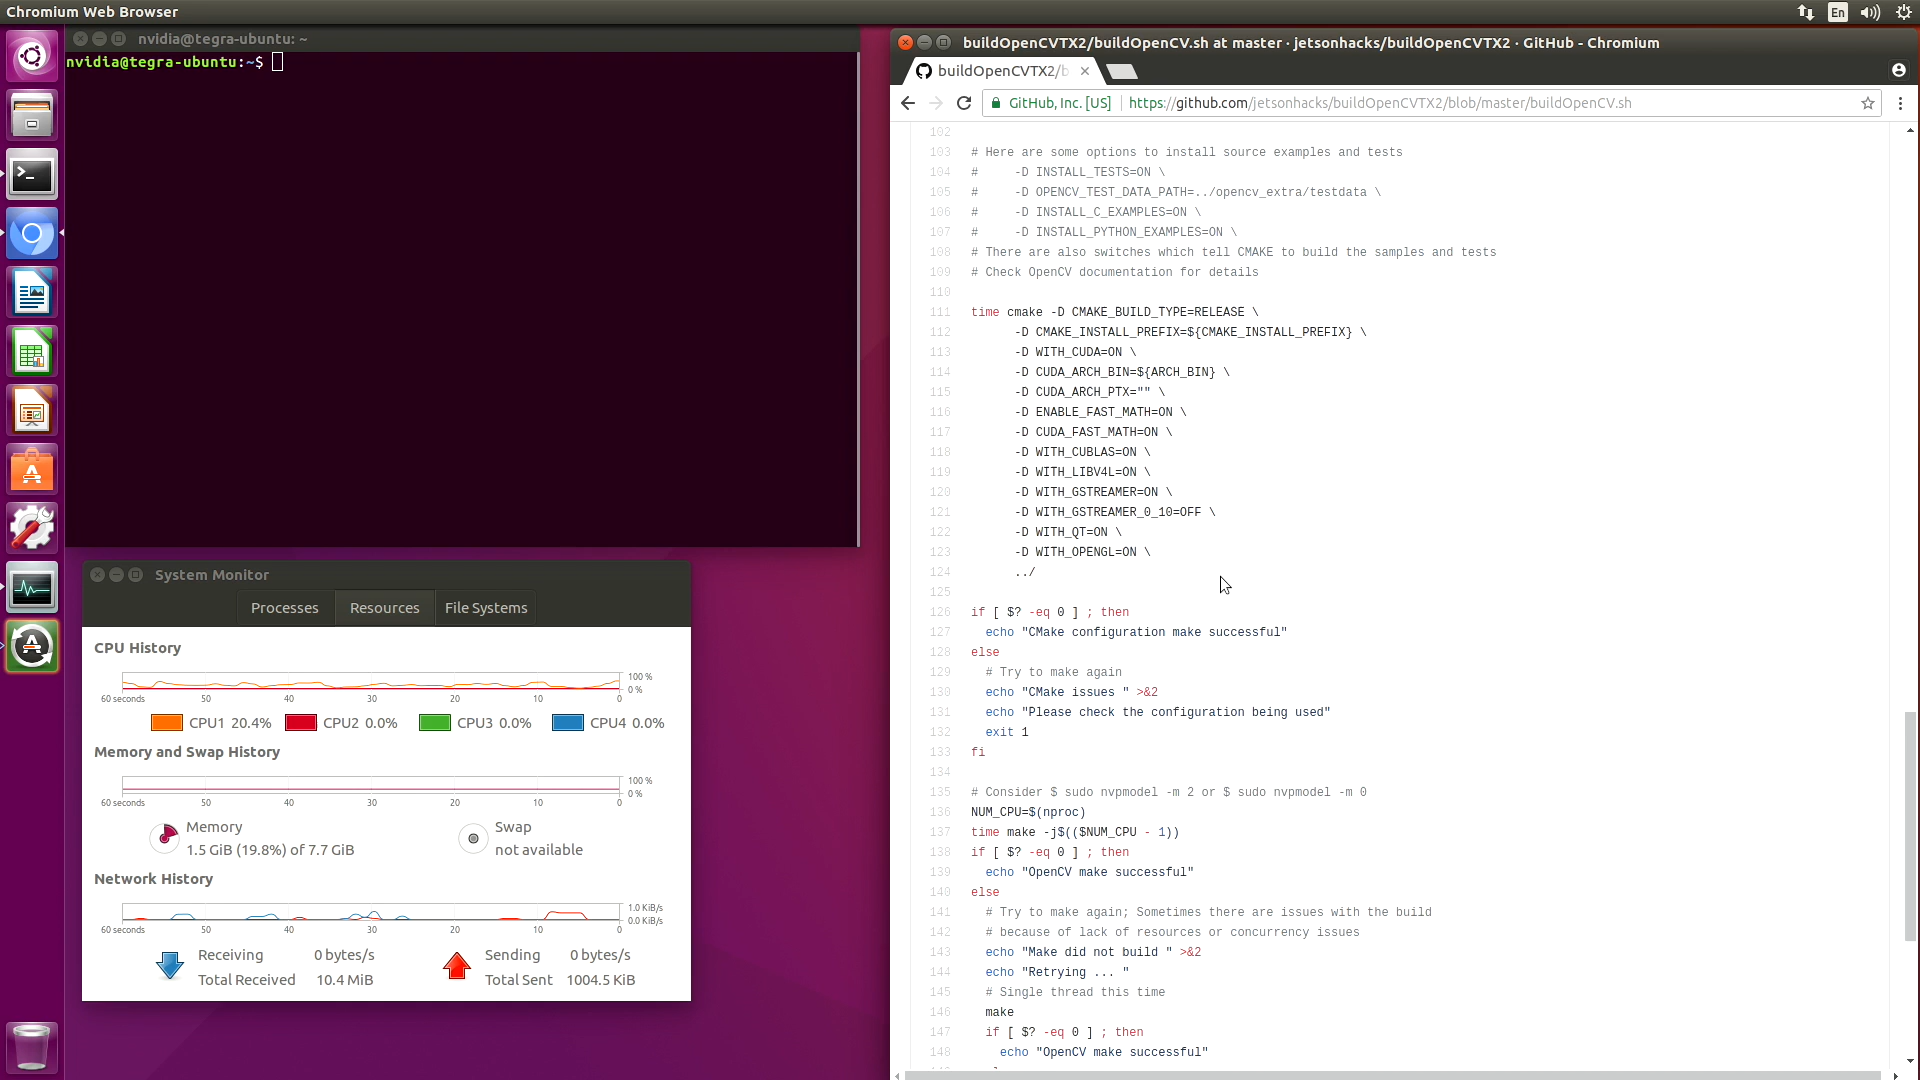 Chromium Web Browser
En
nvidia@tegra-ubuntu: ~
nvidia@tegra-ubuntu:~$
buildOpenCVTX2/buildOpenCV.sh at master · jetsonhacks/buildOpenCVTX2 · GitHub - Chromium
buildOpenCVTX2/b
GitHub, Inc. [US]
https://github.com/jetsonhacks/buildOpenCVTX2/blob/master/buildOpenCV.sh
102
103 # Here are some options to install source examples and tests
104 #     -D INSTALL_TESTS=ON \
105 #     -D OPENCV_TEST_DATA_PATH=../opencv_extra/testdata \
106 #     -D INSTALL_C_EXAMPLES=ON \
107 #     -D INSTALL_PYTHON_EXAMPLES=ON \
108 # There are also switches which tell CMAKE to build the samples and tests
109 # Check OpenCV documentation for details
110
111 time cmake -D CMAKE_BUILD_TYPE=RELEASE \
112       -D CMAKE_INSTALL_PREFIX=${CMAKE_INSTALL_PREFIX} \
113       -D WITH_CUDA=ON \
114       -D CUDA_ARCH_BIN=${ARCH_BIN} \
115       -D CUDA_ARCH_PTX="" \
116       -D ENABLE_FAST_MATH=ON \
117       -D CUDA_FAST_MATH=ON \
118       -D WITH_CUBLAS=ON \
119       -D WITH_LIBV4L=ON \
120       -D WITH_GSTREAMER=ON \
121       -D WITH_GSTREAMER_0_10=OFF \
122       -D WITH_QT=ON \
123       -D WITH_OPENGL=ON \
124       ../
125
126 if [ $? -eq 0 ] ; then
127   echo "CMake configuration make successful"
128 else
129   # Try to make again
130   echo "CMake issues " >&2
131   echo "Please check the configuration being used"
132   exit 1
133 fi
134
135 # Consider $ sudo nvpmodel -m 2 or $ sudo nvpmodel -m 0
136 NUM_CPU=$(nproc)
137 time make -j$(($NUM_CPU - 1))
138 if [ $? -eq 0 ] ; then
139   echo "OpenCV make successful"
140 else
141   # Try to make again; Sometimes there are issues with the build
142   # because of lack of resources or concurrency issues
143   echo "Make did not build " >&2
144   echo "Retrying ... "
145   # Single thread this time
146   make
147   if [ $? -eq 0 ] ; then
148     echo "OpenCV make successful"
System Monitor
Processes Resources File Systems
CPU History
100 %
0 %
60 seconds 50 40 30 20 10 0
CPU1 20.4% CPU2 0.0% CPU3 0.0% CPU4 0.0%
Memory and Swap History
100 %
0 %
60 seconds 50 40 30 20 10 0
Memory
1.5 GiB (19.8%) of 7.7 GiB
Swap
not available
Network History
1.0 KiB/s
0.0 KiB/s
60 seconds 50 40 30 20 10 0
Receiving 0 bytes/s
Total Received 10.4 MiB
Sending 0 bytes/s
Total Sent 1004.5 KiB